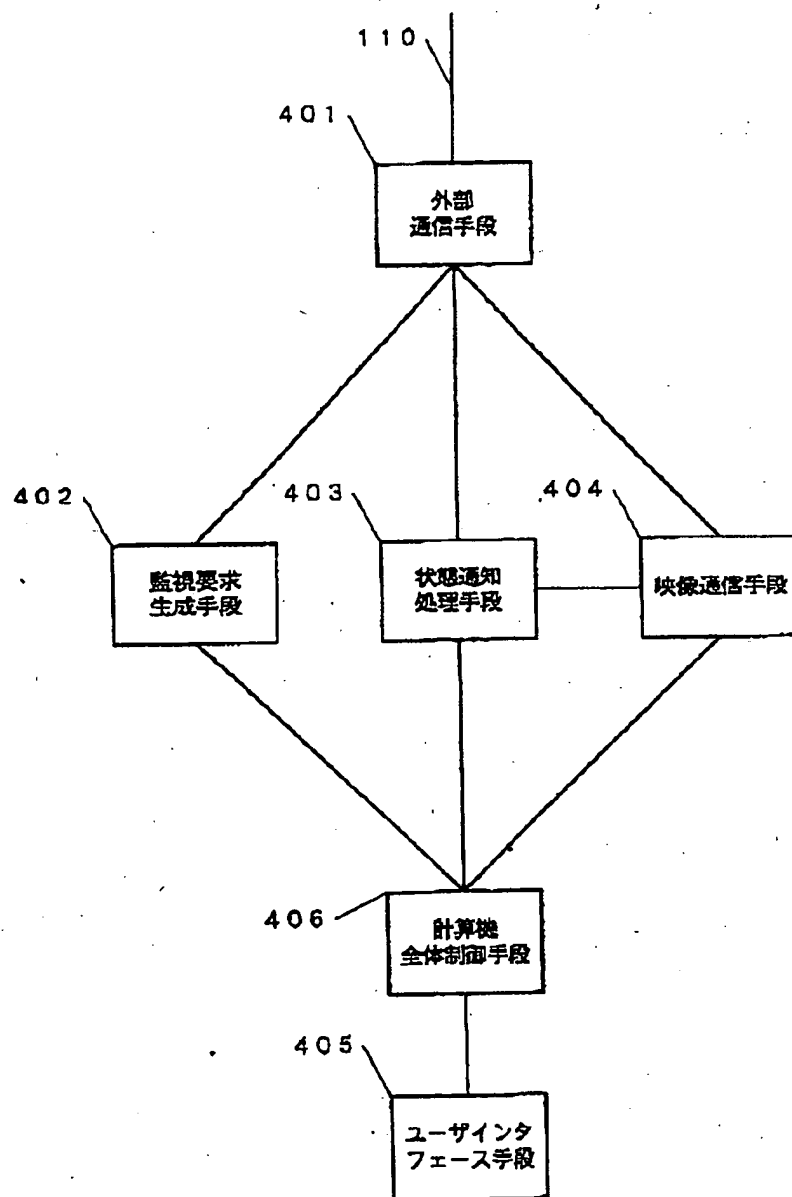 110
401
外部
通信手段
402
403
404
監視要求
生成手段
状態通知
処理手段
映像通信手段
406
計算機
全体制御手段
405
ユーザインタ
フェース手段